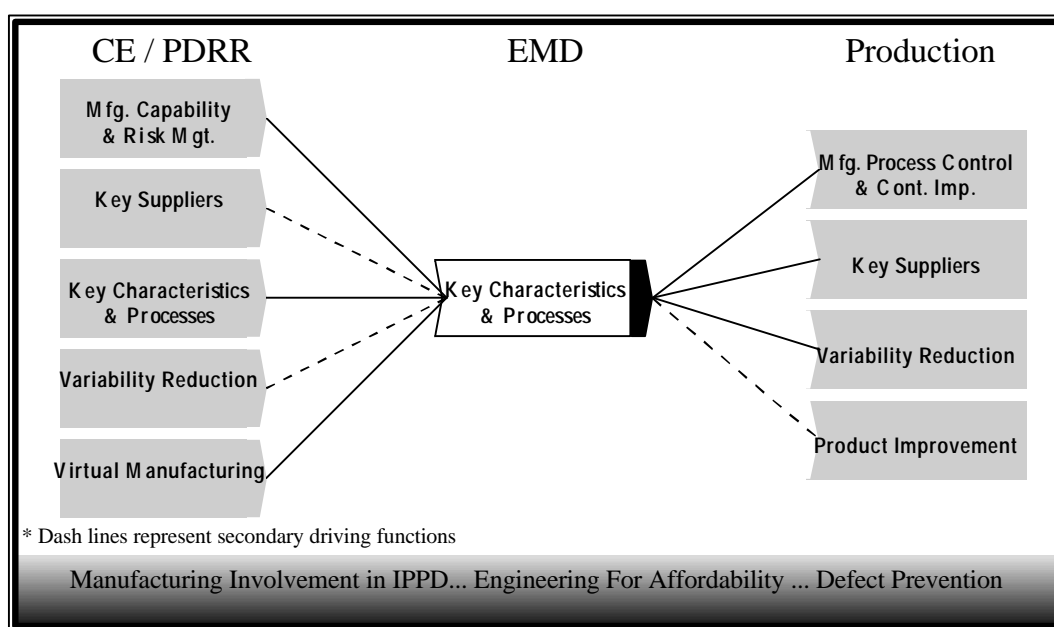 CE / PDRR
EMD
Production
Mfg. Capability
& Risk Mgt.
Key Suppliers
Key Characteristics
& Processes
Variability Reduction
Virtual Manufacturing
Key Characteristics
& Processes
Mfg. Process Control
& Cont. Imp.
Key Suppliers
Variability Reduction
Product Improvement
* Dash lines represent secondary driving functions
Manufacturing Involvement in IPPD... Engineering For Affordability ... Defect Prevention